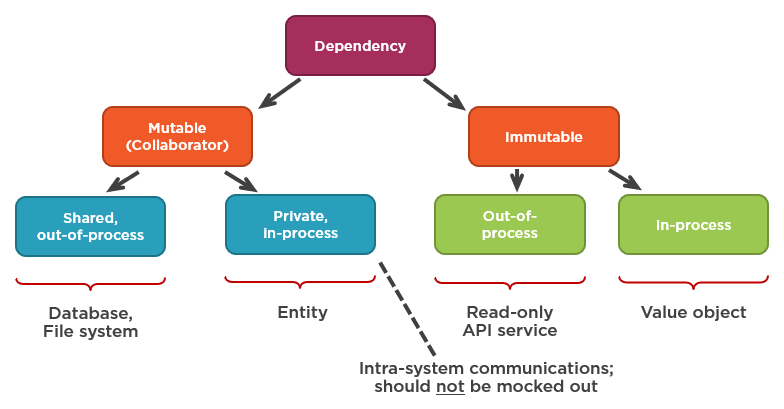 Dependency
Mutable
(Collaborator)
Immutable
Shared,
out-of-process
Private,
in-process
Out-of-
process
In-process
Database,
File system
Entity
Read-only
API service
Value object
Intra-system communications;
should not be mocked out